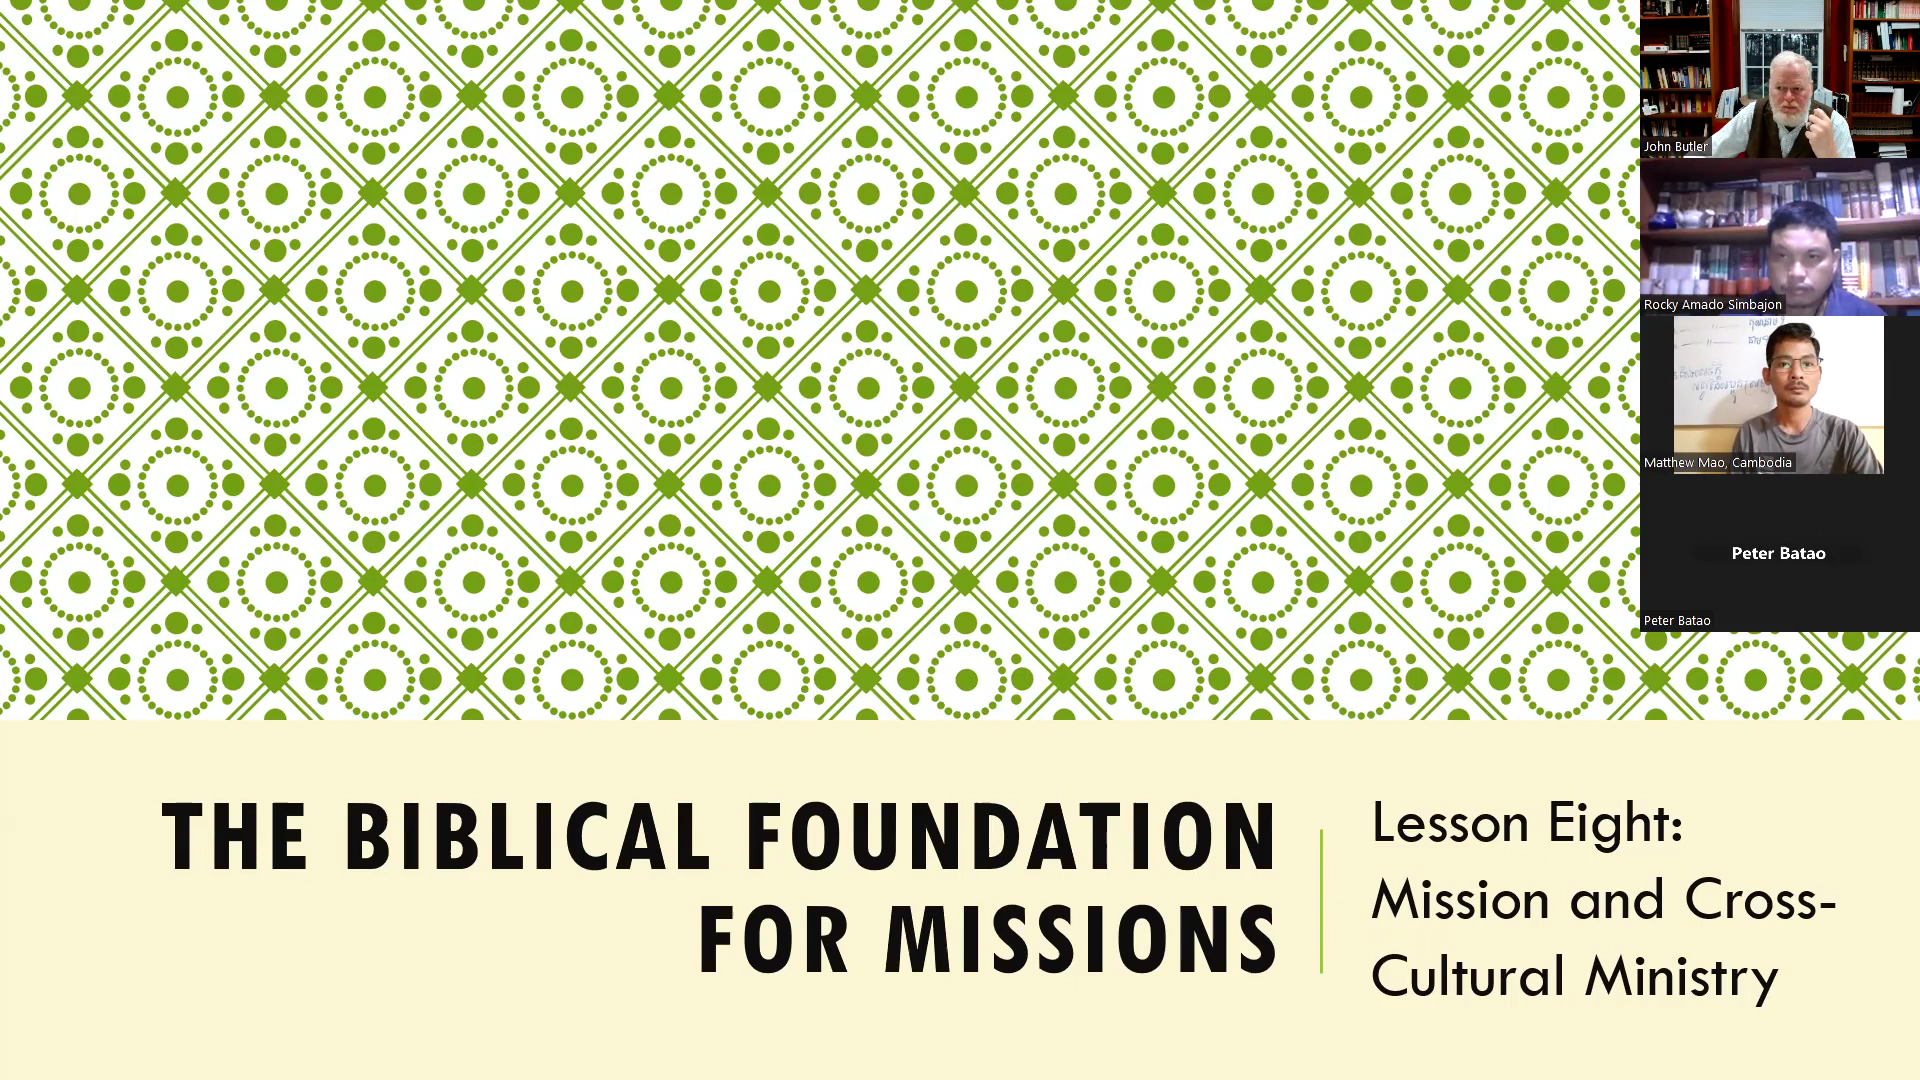 THE BIBLICAL FOUNDATION
FOR MISSIONS
Lesson Eight:
Mission and Cross-
Cultural Ministry
John Butler
Rocky Amado Simbajon
Matthew Mao, Cambodia
Peter Batao
Peter Batao